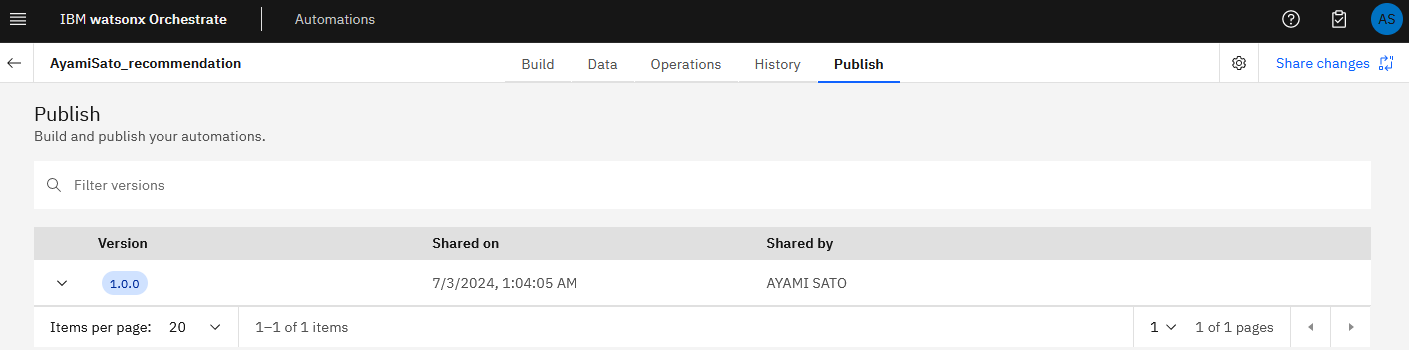 IBM watsonx Orchestrate Automations AS
AyamiSato_recommendation Build Data Operations History Publish Share changes
Publish
Build and publish your automations.
Filter versions
Version Shared on Shared by
1.0.0 7/3/2024, 1:04:05 AM AYAMI SATO
Items per page: 20 1–1 of 1 items 1 1 of 1 pages